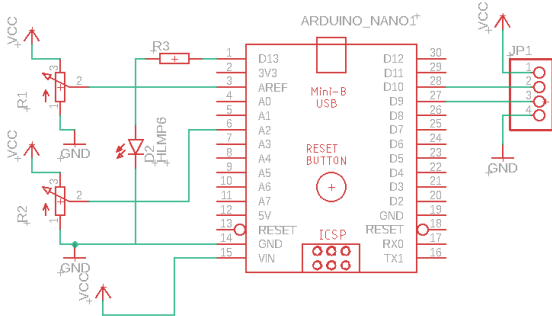 ARDUINO_NANO1
VCC
R3
VCC
JP1
1 D13 D12 30
2 3V3 D11 29
3 AREF D10 28
4 A0 D9 27
5 A1 D8 26
6 A2 D7 25
7 A3 D6 24
8 A4 D5 23
9 A5 D4 22
10 A6 D3 21
11 A7 D2 20
12 5V GND 19
13 RESET RESET 18
14 GND RX0 17
15 VIN TX1 16
Mini-B
USB
RESET
BUTTON
ICSP
1
2
3
4
GND
R1
3
2
1
GND
D2
HLMP6
VCC
R2
3
2
1
GND
VCC